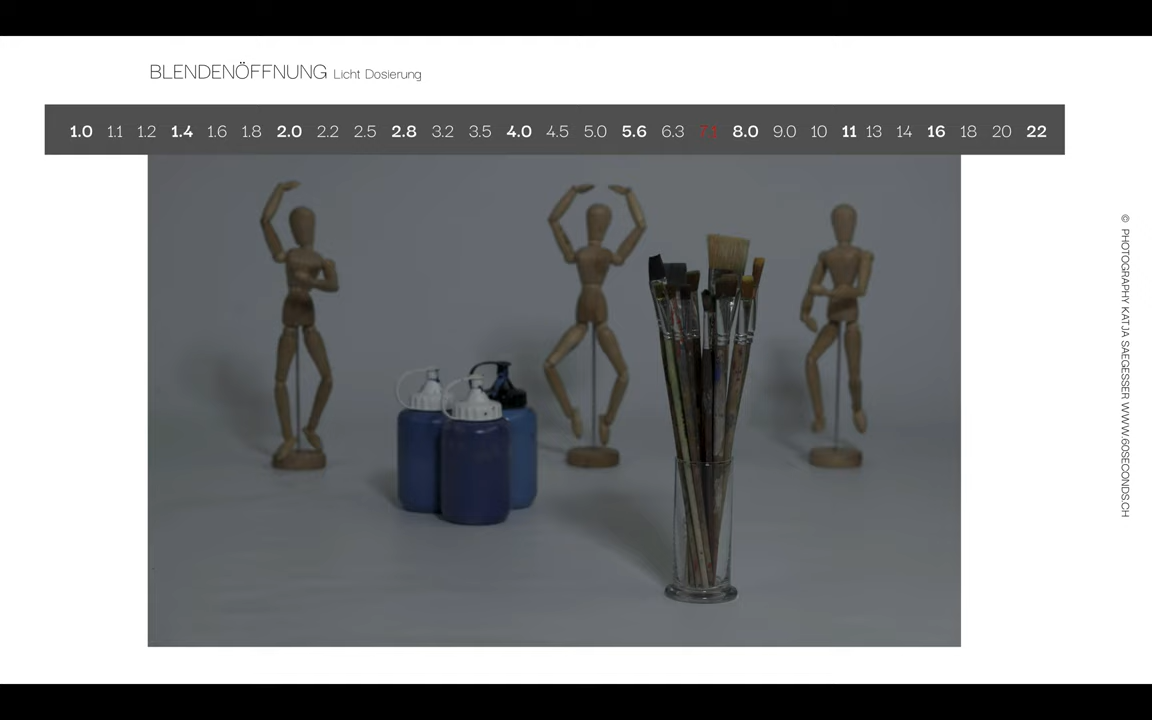 BLENDENÖFFNUNG Licht Dosierung
1.0 1.1 1.2 1.4 1.6 1.8 2.0 2.2 2.5 2.8 3.2 3.5 4.0 4.5 5.0 5.6 6.3 7.1 8.0 9.0 10 11 13 14 16 18 20 22
© PHOTOGRAPHY KATJA SAEGESSER WWW.60SECONDS.CH